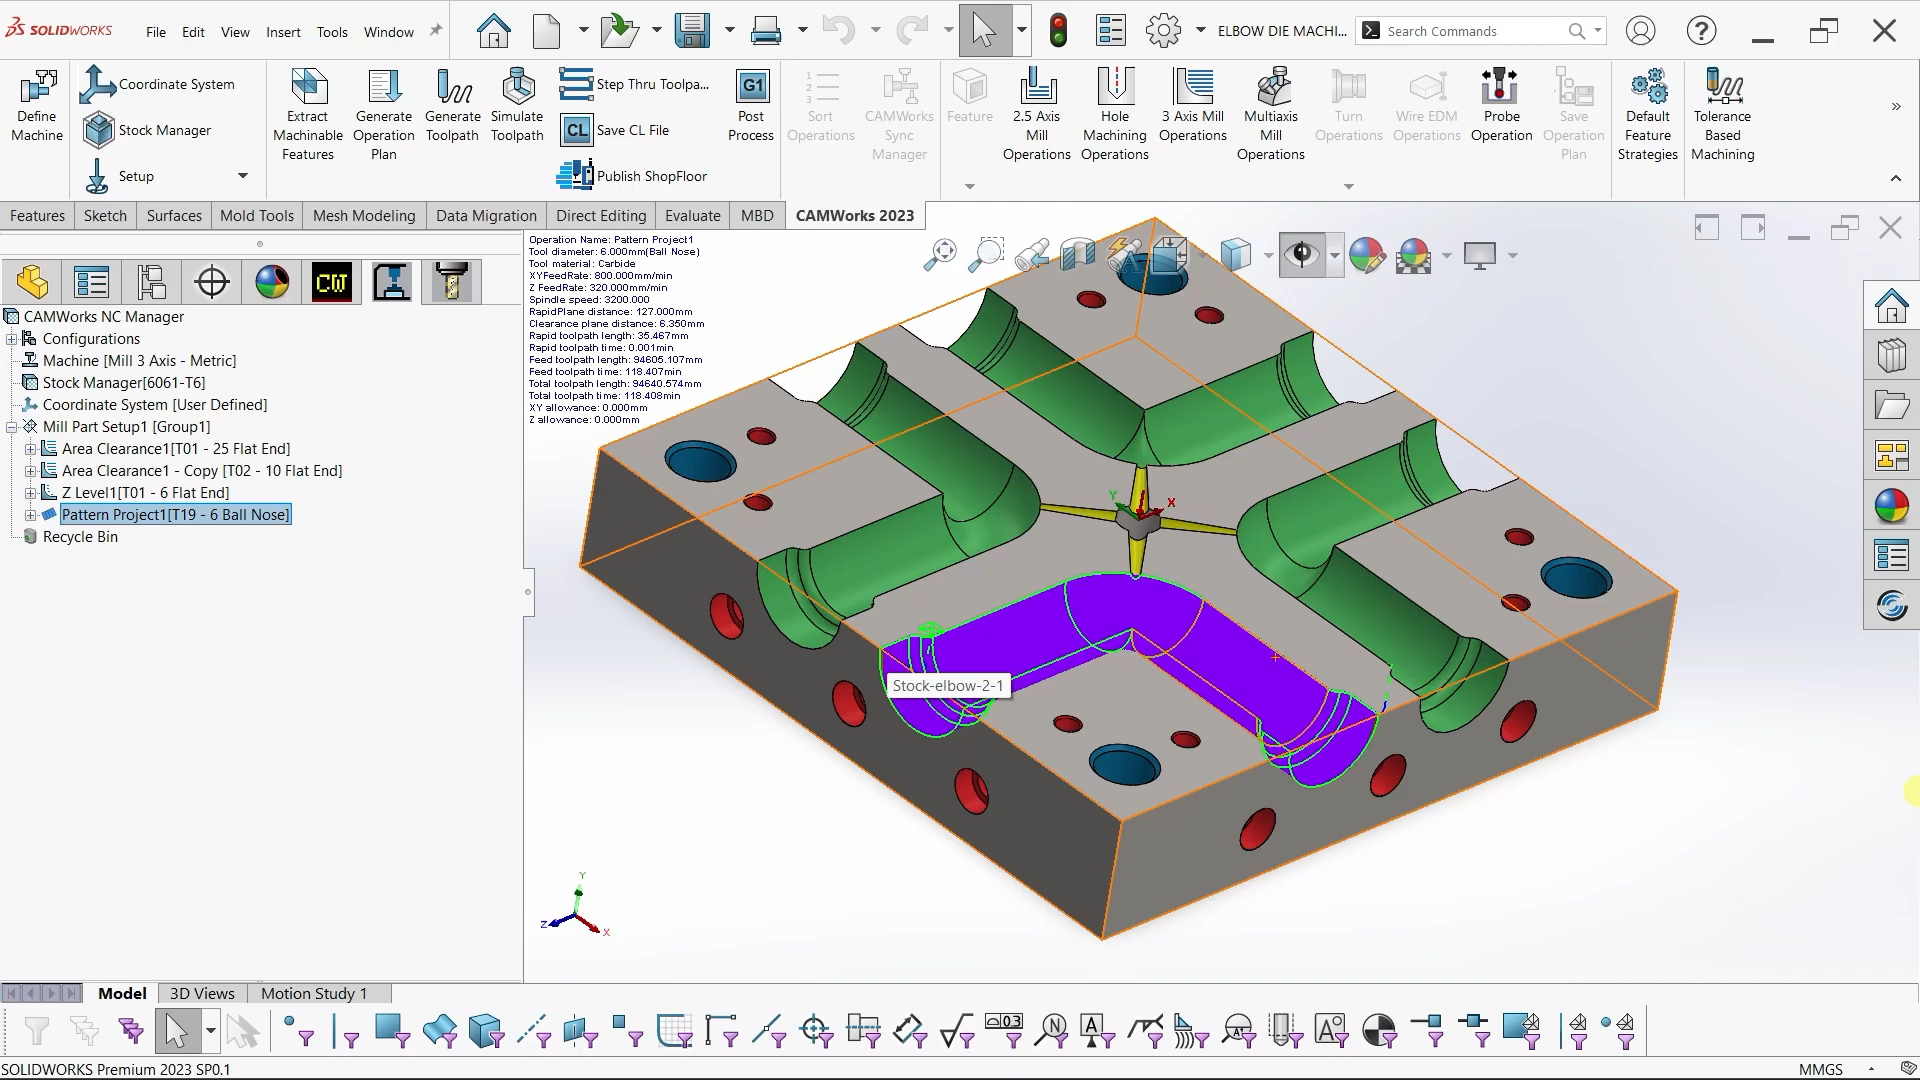 SOLIDWORKS
File Edit View Insert Tools Window
ELBOW DIE MACHI...
Search Commands
Define Machine
Coordinate System
Stock Manager
Setup
Extract Machinable Features
Generate Operation Plan
Generate Toolpath
Simulate Toolpath
Step Thru Toolpa...
CL Save CL File
Publish ShopFloor
G1 Post Process
Sort Operations
CAMWorks Sync Manager
Feature
2.5 Axis Mill Operations
Hole Machining Operations
3 Axis Mill Operations
Multiaxis Mill Operations
Turn Operations
Wire EDM Operations
Probe Operation
Save Operation Plan
Default Feature Strategies
Tolerance Based Machining
Features Sketch Surfaces Mold Tools Mesh Modeling Data Migration Direct Editing Evaluate MBD CAMWorks 2023
CW
CAMWorks NC Manager
Configurations
Machine [Mill 3 Axis - Metric]
Stock Manager[6061-T6]
Coordinate System [User Defined]
Mill Part Setup1 [Group1]
Area Clearance1[T01 - 25 Flat End]
Area Clearance1 - Copy [T02 - 10 Flat End]
Z Level1[T01 - 6 Flat End]
Pattern Project1[T19 - 6 Ball Nose]
Recycle Bin
Operation Name: Pattern Project1
Tool diameter: 6.000mm(Ball Nose)
Tool material: Carbide
XYFeedRate: 800.000mm/min
Z FeedRate: 320.000mm/min
Spindle speed: 3200.000
RapidPlane distance: 127.000mm
Clearance plane distance: 6.350mm
Rapid toolpath length: 35.467mm
Rapid toolpath time: 0.001min
Feed toolpath length: 94605.107mm
Feed toolpath time: 118.407min
Total toolpath length: 94640.574mm
Total toolpath time: 118.408min
XY allowance: 0.000mm
Z allowance: 0.000mm
Y X
Stock-elbow-2-1
Y
Z
X
Model 3D Views Motion Study 1
SOLIDWORKS Premium 2023 SP0.1
MMGS